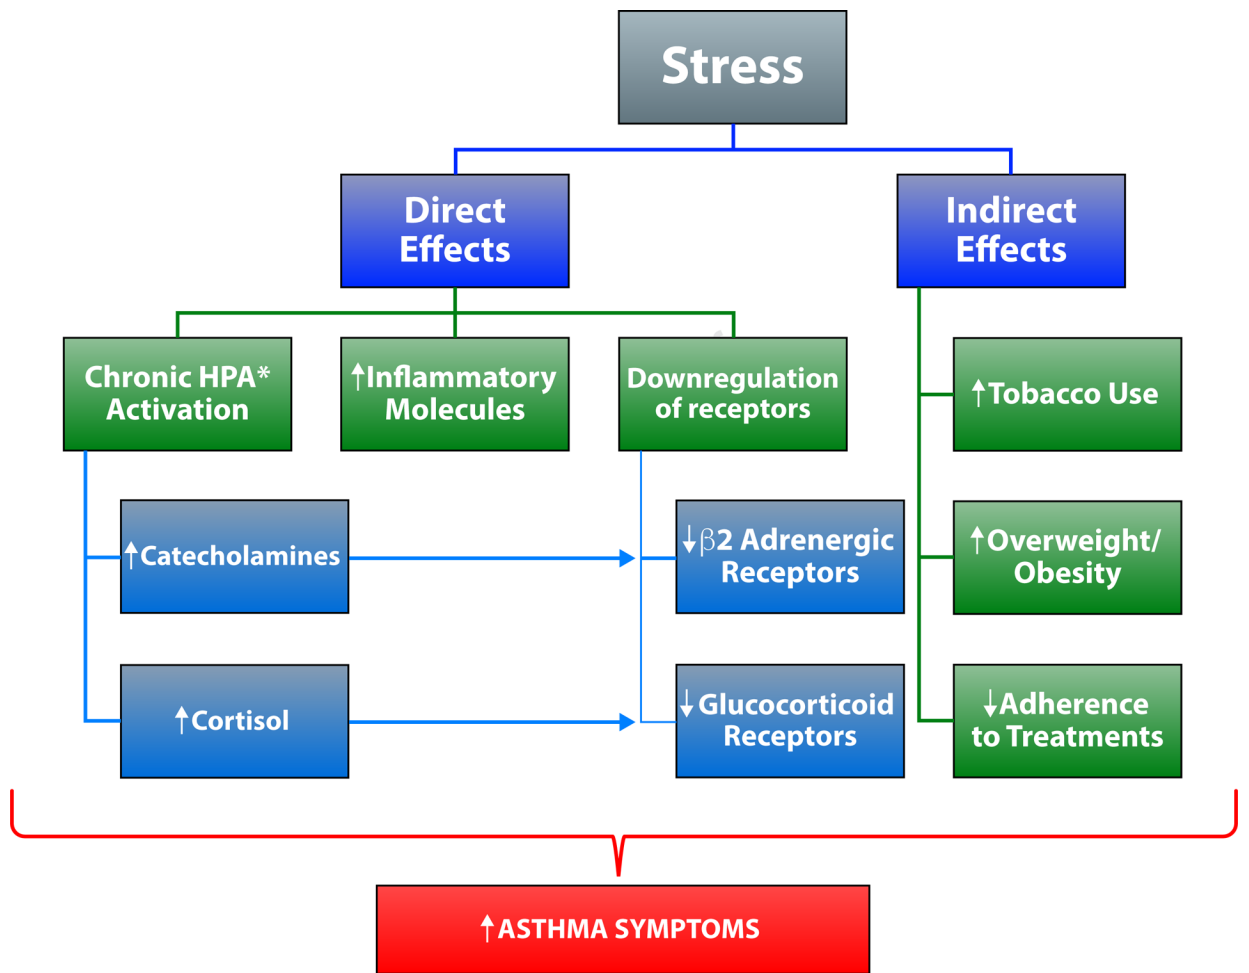 Stress
Direct
Effects
Indirect
Effects
Chronic HPA*
Activation
↑Inflammatory
Molecules
Downregulation
of receptors
↑Tobacco Use
↑Catecholamines
↓β2 Adrenergic
Receptors
↑Overweight/
Obesity
↑Cortisol
↓Glucocorticoid
Receptors
↓Adherence
to Treatments
↑ASTHMA SYMPTOMS